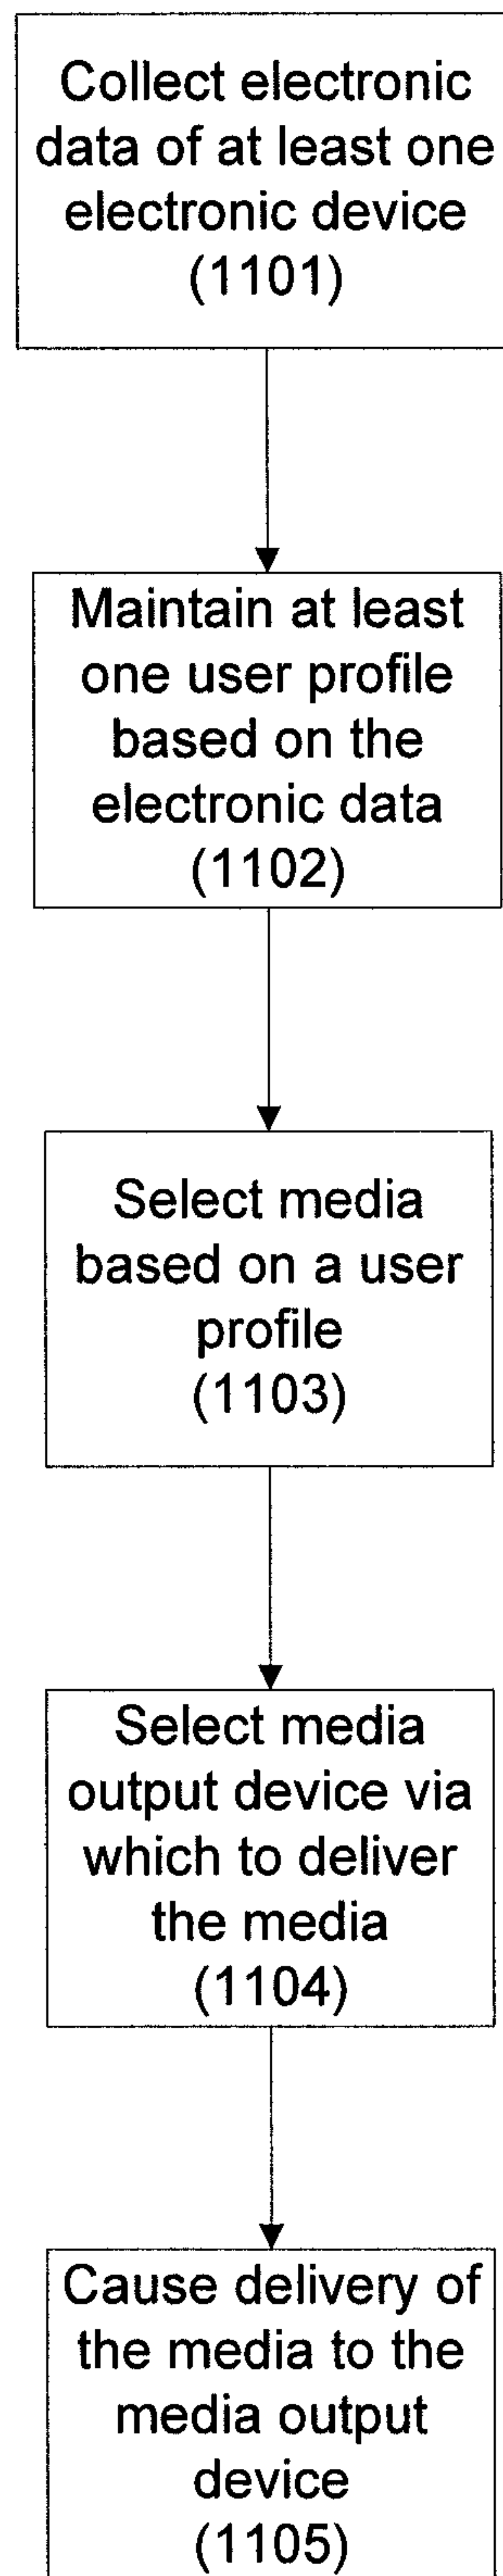 Collect electronic
data of at least one
electronic device
(1101)
Maintain at least
one user profile
based on the
electronic data
(1102)
Select media
based on a user
profile
(1103)
Select media
output device via
which to deliver
the media
(1104)
Cause delivery of
the media to the
media output
device
(1105)